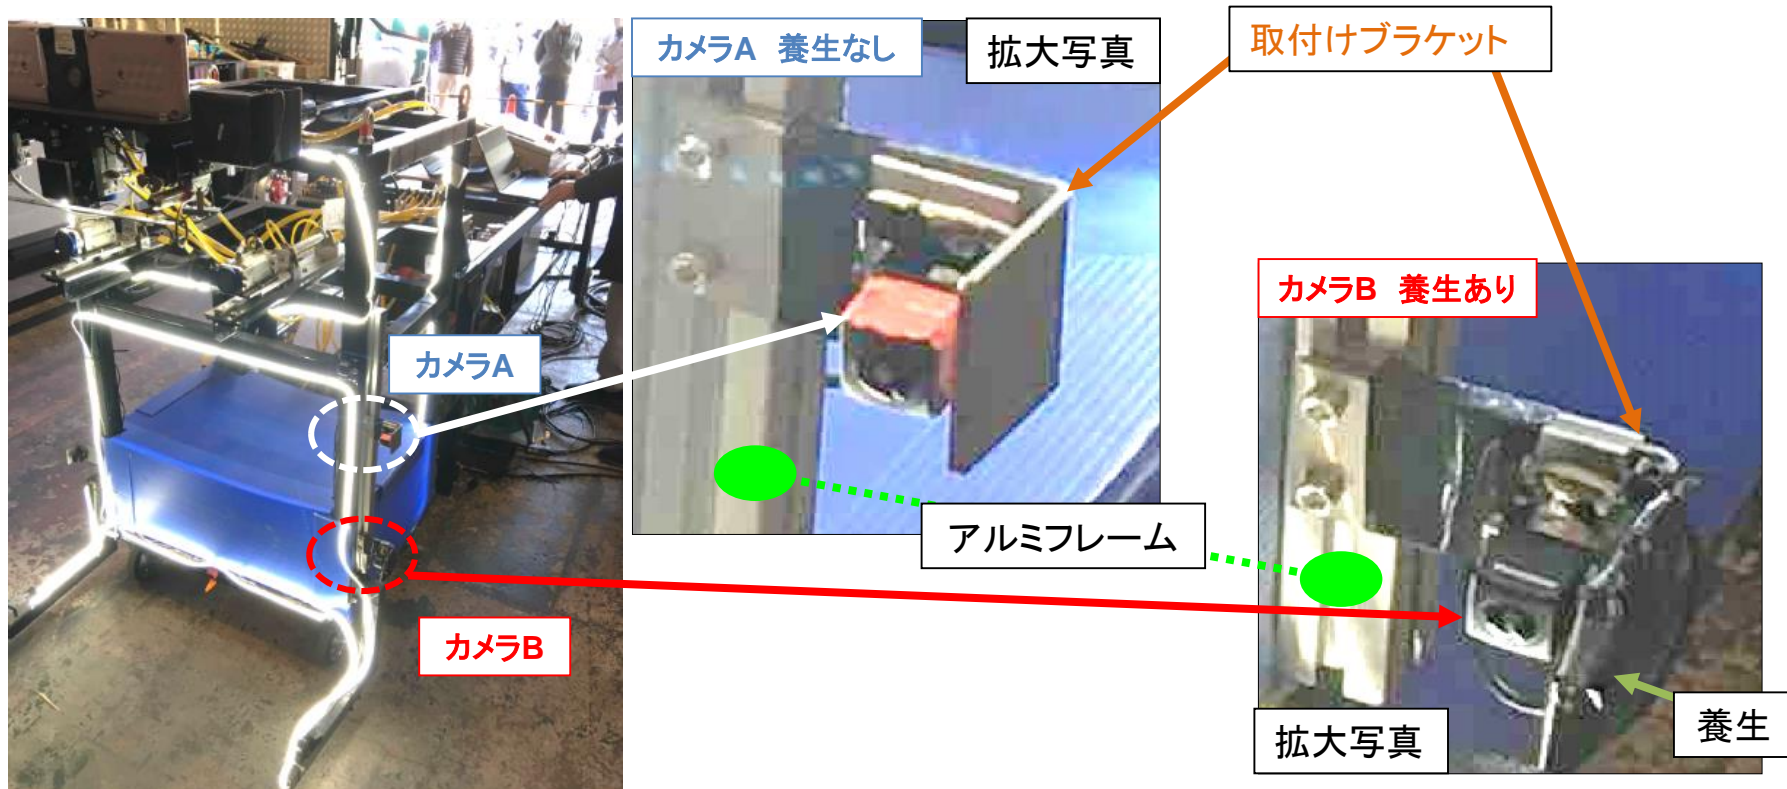 カメラA　養生なし
拡大写真
取付けブラケット
カメラB　養生あり
カメラA
アルミフレーム
カメラB
養生
拡大写真